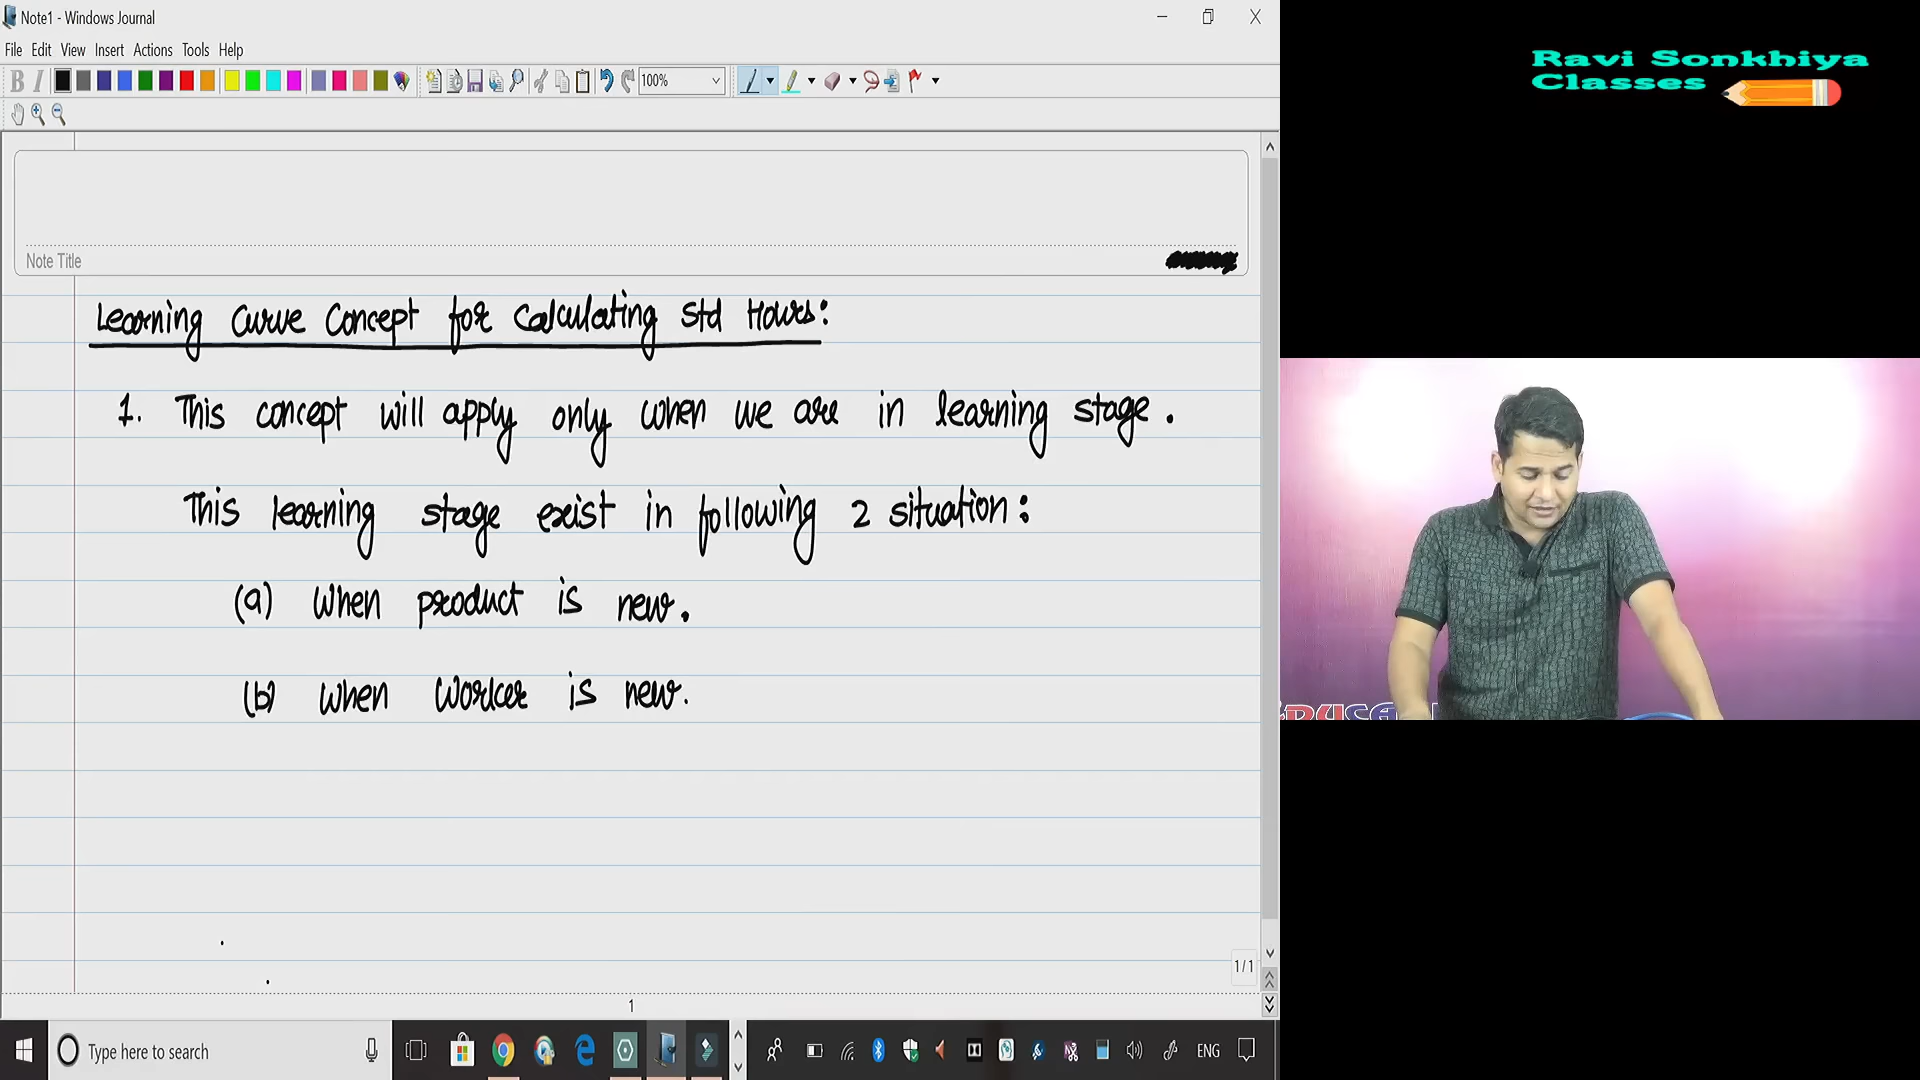 Note1 - Windows Journal
File Edit View Insert Actions Tools Help
B I 100%
Note Title
Learning Curve Concept for Calculating Std Hours:
1. This concept will apply only when we are in learning stage.
This learning stage exist in following 2 situation:
(a) When product is new.
(b) When Worker is new.
1/1
1
Type here to search
ENG
Ravi Sonkhiya
Classes